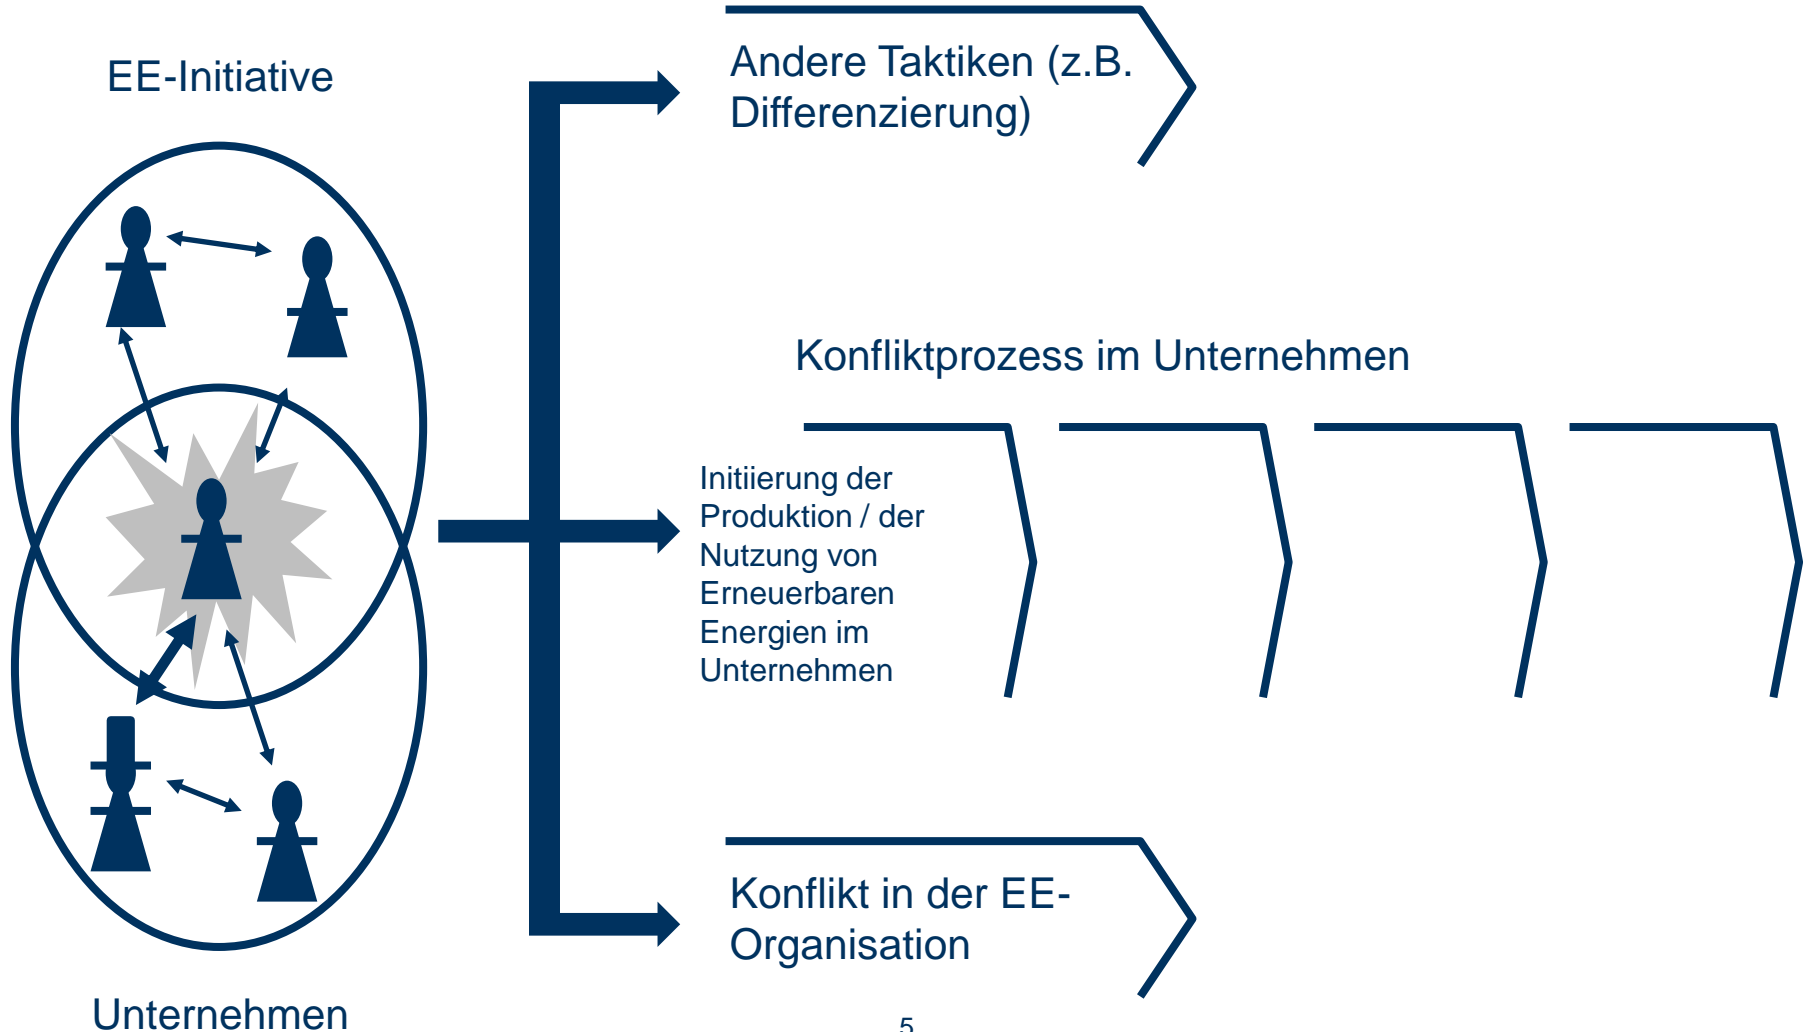 EE-Initiative
Unternehmen
Andere Taktiken (z.B.
Differenzierung)
Konfliktprozess im Unternehmen
Initiierung der
Produktion / der
Nutzung von
Erneuerbaren
Energien im
Unternehmen
Konflikt in der EE-
Organisation
5